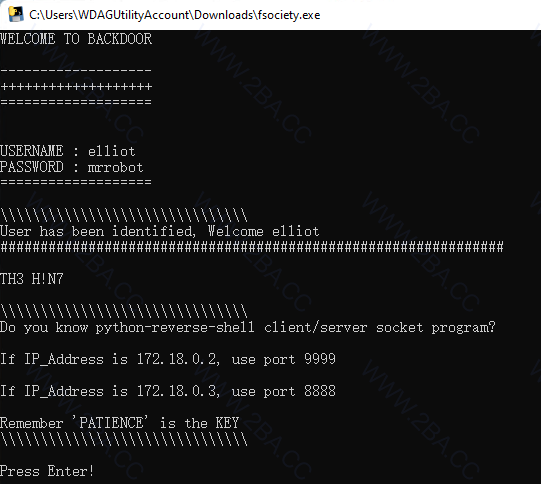 C:\Users\WDAGUtilityAccount\Downloads\fsociety.exe
WELCOME TO BACKDOOR
-------------------
+++++++++++++++++++
===================
USERNAME : elliot
PASSWORD : mrrobot
===================
\\\\\\\\\\\\\\\\\\\\\\\\\\\\\\\
User has been identified, Welcome elliot
###############################################################
TH3 H!N7
\\\\\\\\\\\\\\\\\\\\\\\\\\\\\\\
Do you know python-reverse-shell client/server socket program?
If IP_Address is 172.18.0.2, use port 9999
If IP_Address is 172.18.0.3, use port 8888
Remember 'PATIENCE' is the KEY
\\\\\\\\\\\\\\\\\\\\\\\\\\\\\\\
Press Enter!
WWW.2BA.CC